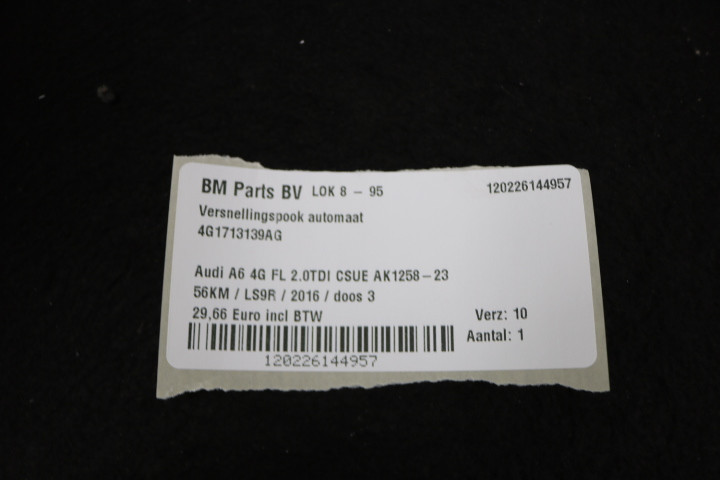 BM Parts BV LOK 8 - 95 120226144957
Versnellingspook automaat
4G1713139AG
Audi A6 4G FL 2.0TDI CSUE AK1258-23
56KM / LS9R / 2016 / doos 3
29,66 Euro incl BTW Verz: 10
Aantal: 1
120226144957